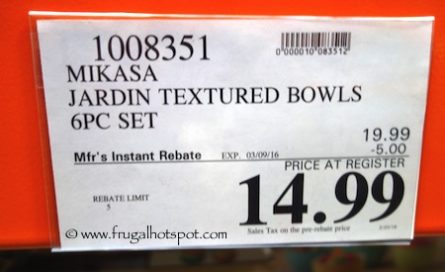 1008351
0000010083512
MIKASA
JARDIN TEXTURED BOWLS
6PC SET
19.99
-5.00
Mfr's Instant Rebate EXP. 03/09/16
PRICE AT REGISTER
REBATE LIMIT
5
14.99
Sales Tax on the pre-rebate price
© www.frugalhotspot.com